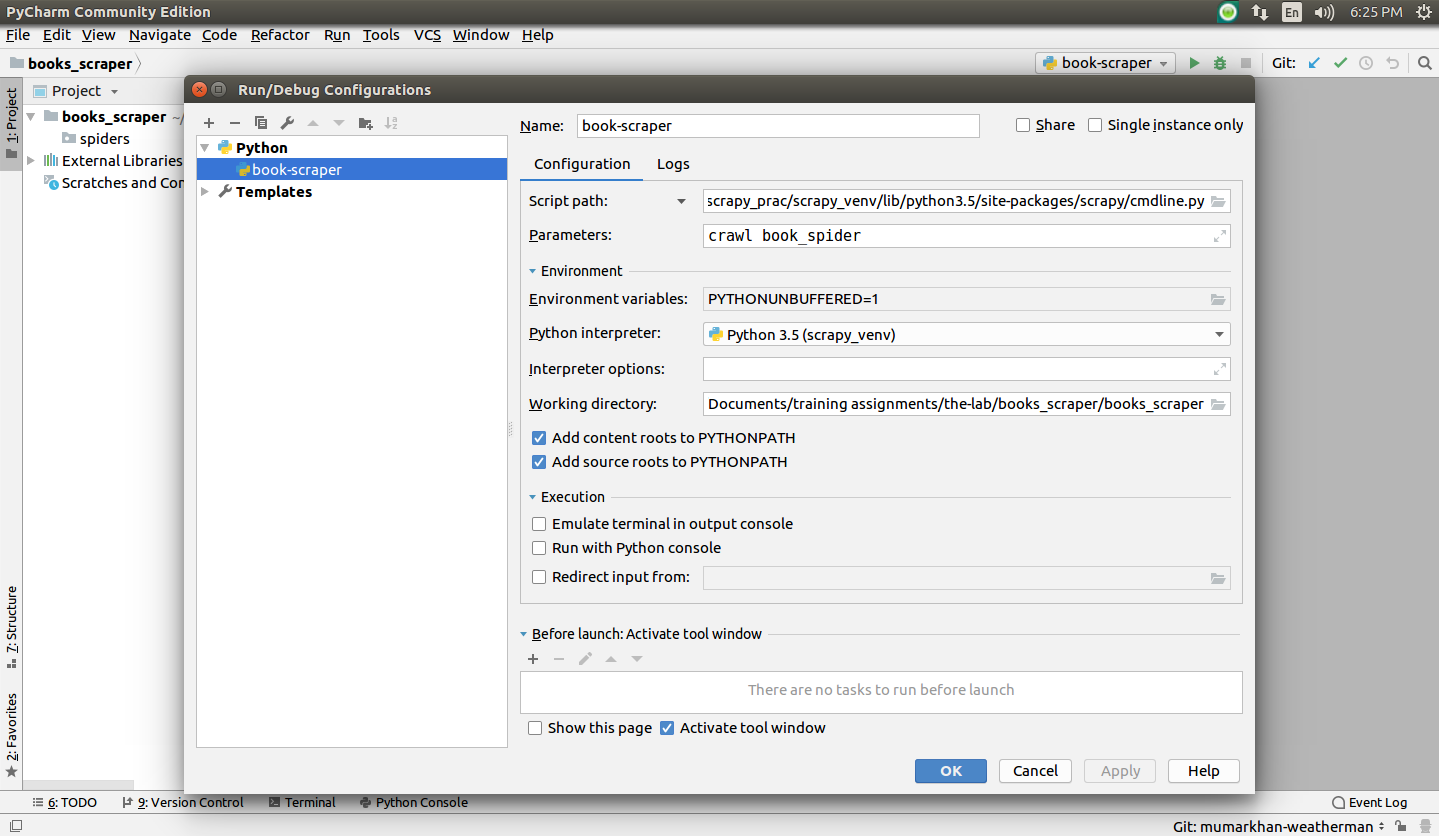 PyCharm Community Edition
En 6:25 PM
File Edit View Navigate Code Refactor Run Tools VCS Window Help
books_scraper
book-scraper
Git:
1: Project
7: Structure
2: Favorites
Project
books_scraper ~/
spiders
External Libraries
Scratches and Con
Run/Debug Configurations
Python
book-scraper
Templates
Name: book-scraper
Share
Single instance only
Configuration Logs
Script path: scrapy_prac/scrapy_venv/lib/python3.5/site-packages/scrapy/cmdline.py
Parameters: crawl book_spider
Environment
Environment variables: PYTHONUNBUFFERED=1
Python interpreter: Python 3.5 (scrapy_venv)
Interpreter options:
Working directory: Documents/training assignments/the-lab/books_scraper/books_scraper
Add content roots to PYTHONPATH
Add source roots to PYTHONPATH
Execution
Emulate terminal in output console
Run with Python console
Redirect input from:
Before launch: Activate tool window
There are no tasks to run before launch
Show this page Activate tool window
OK Cancel Apply Help
6: TODO 9: Version Control Terminal Python Console Event Log
Git: mumarkhan-weatherman